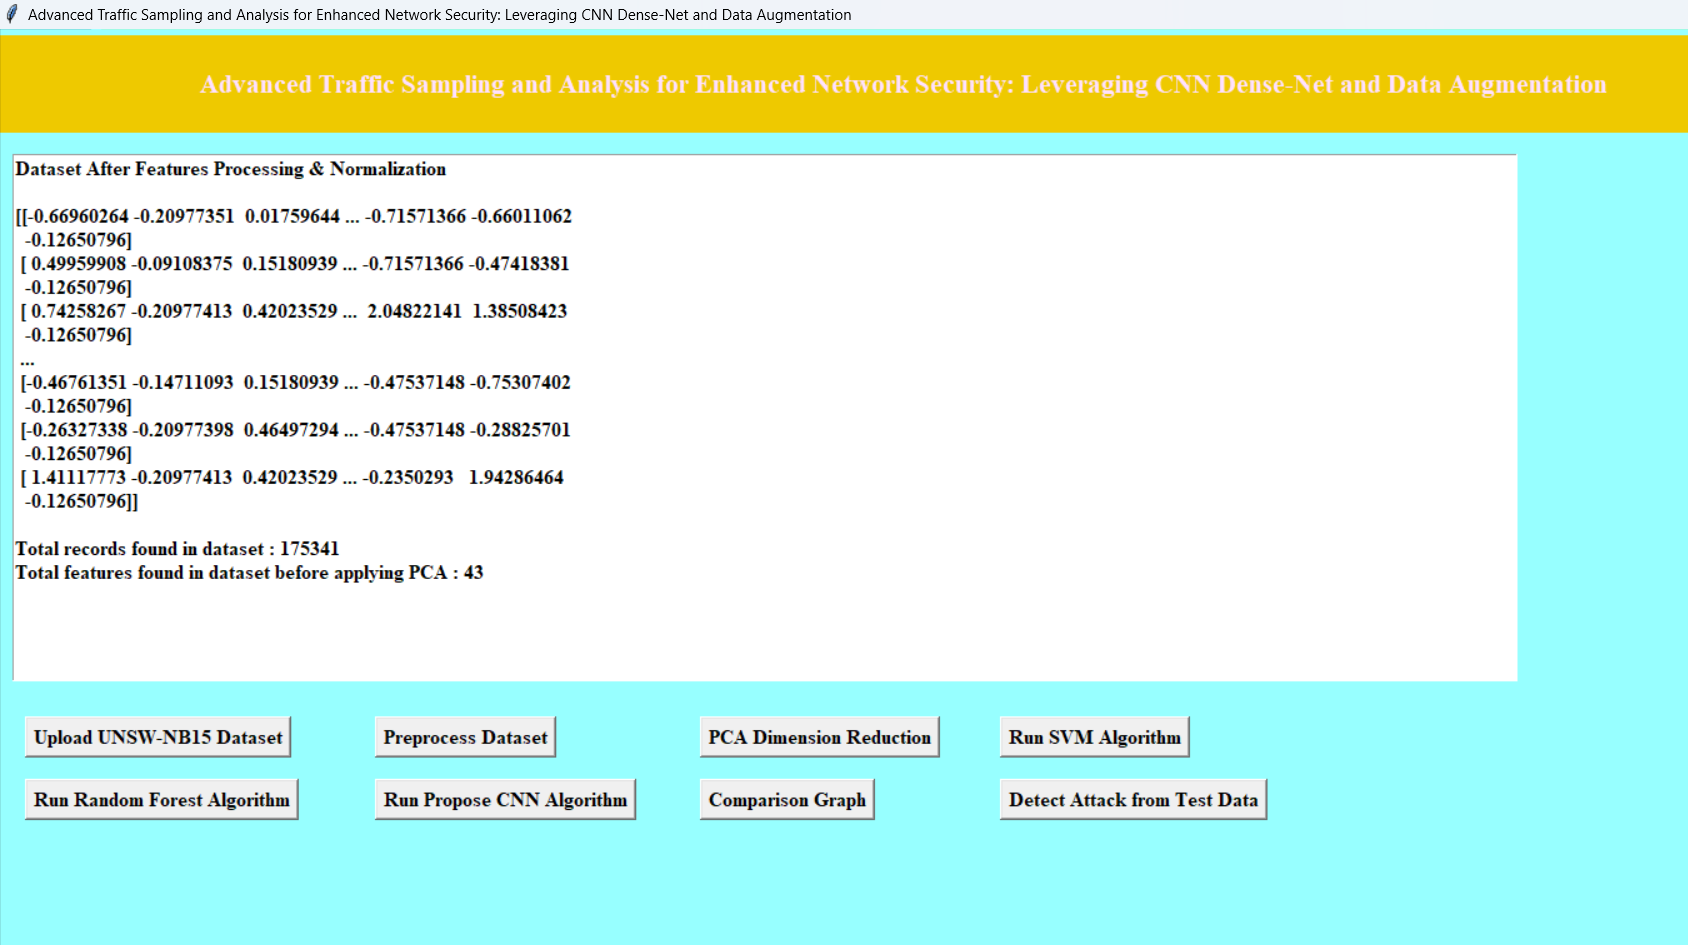 Advanced Traffic Sampling and Analysis for Enhanced Network Security: Leveraging CNN Dense-Net and Data Augmentation
Advanced Traffic Sampling and Analysis for Enhanced Network Security: Leveraging CNN Dense-Net and Data Augmentation
Dataset After Features Processing & Normalization
[[-0.66960264 -0.20977351 0.01759644 ... -0.71571366 -0.66011062
-0.12650796]
[ 0.49959908 -0.09108375 0.15180939 ... -0.71571366 -0.47418381
-0.12650796]
[ 0.74258267 -0.20977413 0.42023529 ... 2.04822141 1.38508423
-0.12650796]
...
[-0.46761351 -0.14711093 0.15180939 ... -0.47537148 -0.75307402
-0.12650796]
[-0.26327338 -0.20977398 0.46497294 ... -0.47537148 -0.28825701
-0.12650796]
[ 1.41117773 -0.20977413 0.42023529 ... -0.2350293 1.94286464
-0.12650796]]
Total records found in dataset : 175341
Total features found in dataset before applying PCA : 43
Upload UNSW-NB15 Dataset
Preprocess Dataset
PCA Dimension Reduction
Run SVM Algorithm
Run Random Forest Algorithm
Run Propose CNN Algorithm
Comparison Graph
Detect Attack from Test Data